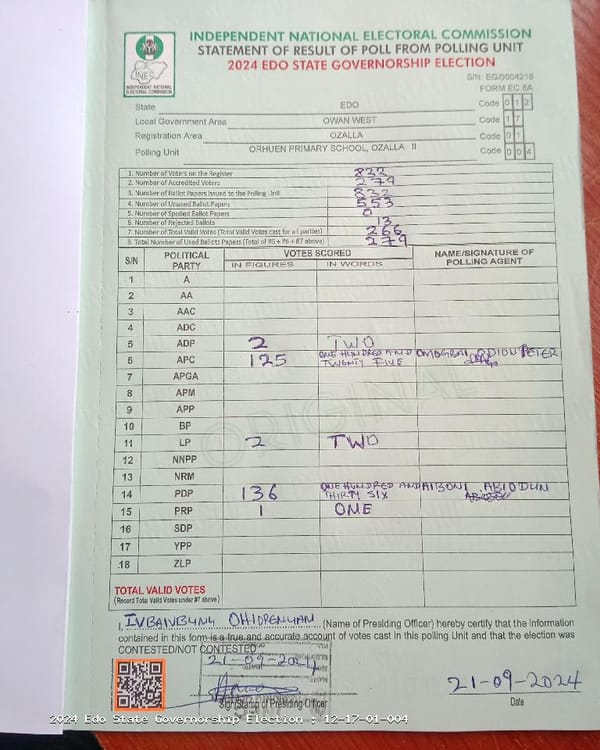 INDEPENDENT NATIONAL ELECTORAL COMMISSION
STATEMENT OF RESULT OF POLL FROM POLLING UNIT
2024 EDO STATE GOVERNORSHIP ELECTION
INEC
INDEPENDENT NATIONAL ELECTORAL COMMISSION
S/N: EG/0004216
FORM EC 8A
State EDO Code 0 1 2
Local Government Area OWAN WEST Code 1 7
Registration Area OZALLA Code 0 1
Polling Unit ORHUEN PRIMARY SCHOOL, OZALLA II Code 0 0 4
1. Number of Voters on the Register 832
2. Number of Accredited Voters 279
3. Number of Ballot Papers Issued to the Polling Unit 832
4. Number of Unused Ballot Papers 553
5. Number of Spoiled Ballot Papers 0
6. Number of Rejected Ballots 13
7. Number of Total Valid Votes (Total Valid Votes cast for all parties) 266
8. Total Number of Used Ballots Papers (Total of #5 + #6 + #7 above) 279
S/N POLITICAL PARTY VOTES SCORED NAME/SIGNATURE OF POLLING AGENT
IN FIGURES IN WORDS
1 A
2 AA
3 AAC
4 ADC
5 ADP 2 TWO
6 APC 125 ONE HUNDRED AND TWENTY FIVE PETER
7 APGA
8 APM
9 APP
10 BP
11 LP 2 TWO
12 NNPP
13 NRM
14 PDP 136 ONE HUNDRED AND THIRTY SIX AIBONI ABIODUN
15 PRP 1 ONE
16 SDP
17 YPP
18 ZLP
ORIGINAL
TOTAL VALID VOTES
(Record Total Valid Votes under #7 above)
I, (Name of Presiding Officer) hereby certify that the information
contained in this form is a true and accurate account of votes cast in this polling Unit and that the election was
CONTESTED/NOT CONTESTED
21-09-2024
21-09-2024
Sign/Stamp of Presiding Officer Date
2024 Edo State Governorship Election : 12-17-01-004